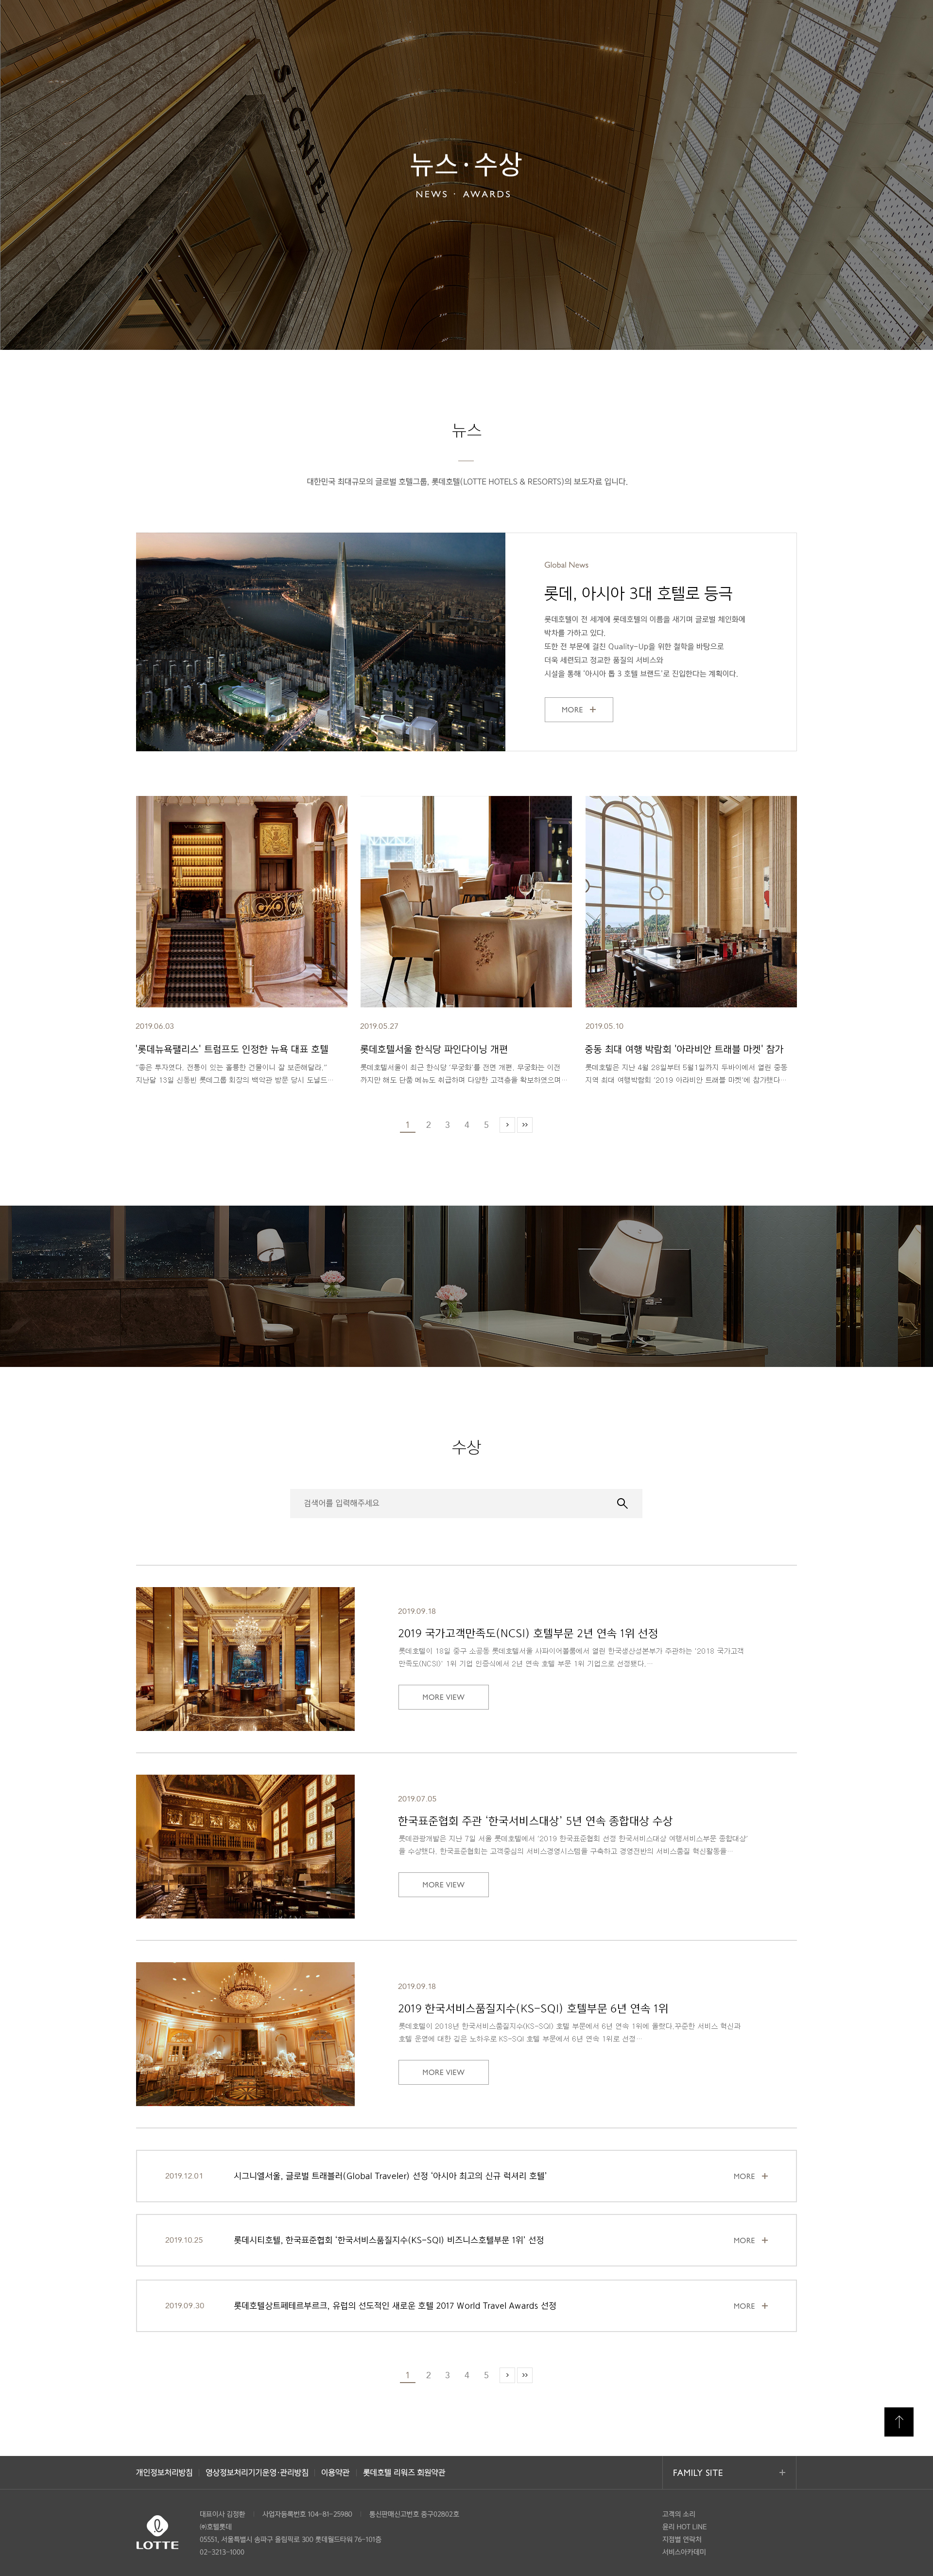 SIGNIEL
뉴스·수상
NEWS · AWARDS
뉴스
대한민국 최대규모의 글로벌 호텔그룹, 롯데호텔(LOTTE HOTELS & RESORTS)의 보도자료 입니다.
Global News
롯데, 아시아 3대 호텔로 등극
롯데호텔이 전 세계에 롯데호텔의 이름을 새기며 글로벌 체인화에
박차를 가하고 있다.
또한 전 부문에 걸친 Quality-Up을 위한 철학을 바탕으로
더욱 세련되고 정교한 품질의 서비스와
시설을 통해 '아시아 톱 3 호텔 브랜드'로 진입한다는 계획이다.
MORE +
2019.06.03
'롯데뉴욕팰리스' 트럼프도 인정한 뉴욕 대표 호텔
"좋은 투자였다. 전통이 있는 훌륭한 건물이니 잘 보존해달라."
지난달 13일 신동빈 롯데그룹 회장의 백악관 방문 당시 도널드…
2019.05.27
롯데호텔서울 한식당 파인다이닝 개편
롯데호텔서울이 최근 한식당 '무궁화'를 전면 개편, 무궁화는 이전
까지만 해도 단품 메뉴도 취급하며 다양한 고객층을 확보하였으며…
2019.05.10
중동 최대 여행 박람회 '아라비안 트래블 마켓' 참가
롯데호텔은 지난 4월 28일부터 5월1일까지 두바이에서 열린 중동
지역 최대 여행박람회 '2019 아라비안 트래블 마켓'에 참가했다…
1 2 3 4 5 > >>
수상
검색어를 입력해주세요
2019.09.18
2019 국가고객만족도(NCSI) 호텔부문 2년 연속 1위 선정
롯데호텔이 18일 중구 소공동 롯데호텔서울 사파이어볼룸에서 열린 한국생산성본부가 주관하는 '2018 국가고객
만족도(NCSI)' 1위 기업 인증식에서 2년 연속 호텔 부문 1위 기업으로 선정됐다.…
MORE VIEW
2019.07.05
한국표준협회 주관 '한국서비스대상' 5년 연속 종합대상 수상
롯데관광개발은 지난 7일 서울 롯데호텔에서 '2019 한국표준협회 선정 한국서비스대상 여행서비스부문 종합대상'
을 수상했다. 한국표준협회는 고객중심의 서비스경영시스템을 구축하고 경영전반의 서비스품질 혁신활동을…
MORE VIEW
2019.09.18
2019 한국서비스품질지수(KS-SQI) 호텔부문 6년 연속 1위
롯데호텔이 2018년 한국서비스품질지수(KS-SQI) 호텔 부문에서 6년 연속 1위에 올랐다.꾸준한 서비스 혁신과
호텔 운영에 대한 깊은 노하우로 KS-SQI 호텔 부문에서 6년 연속 1위로 선정…
MORE VIEW
2019.12.01 시그니엘서울, 글로벌 트래블러(Global Traveler) 선정 '아시아 최고의 신규 럭셔리 호텔' MORE +
2019.10.25 롯데시티호텔, 한국표준협회 '한국서비스품질지수(KS-SQI) 비즈니스호텔부문 1위' 선정 MORE +
2019.09.30 롯데호텔상트페테르부르크, 유럽의 선도적인 새로운 호텔 2017 World Travel Awards 선정 MORE +
1 2 3 4 5 > >>
개인정보처리방침 영상정보처리기기운영·관리방침 이용약관 롯데호텔 리워즈 회원약관 FAMILY SITE +
LOTTE
대표이사 김정환 사업자등록번호 104-81-25980 통신판매신고번호 중구02802호
㈜호텔롯데
05551, 서울특별시 송파구 올림픽로 300 롯데월드타워 76-101층
02-3213-1000
고객의 소리
윤리 HOT LINE
지점별 연락처
서비스아카데미